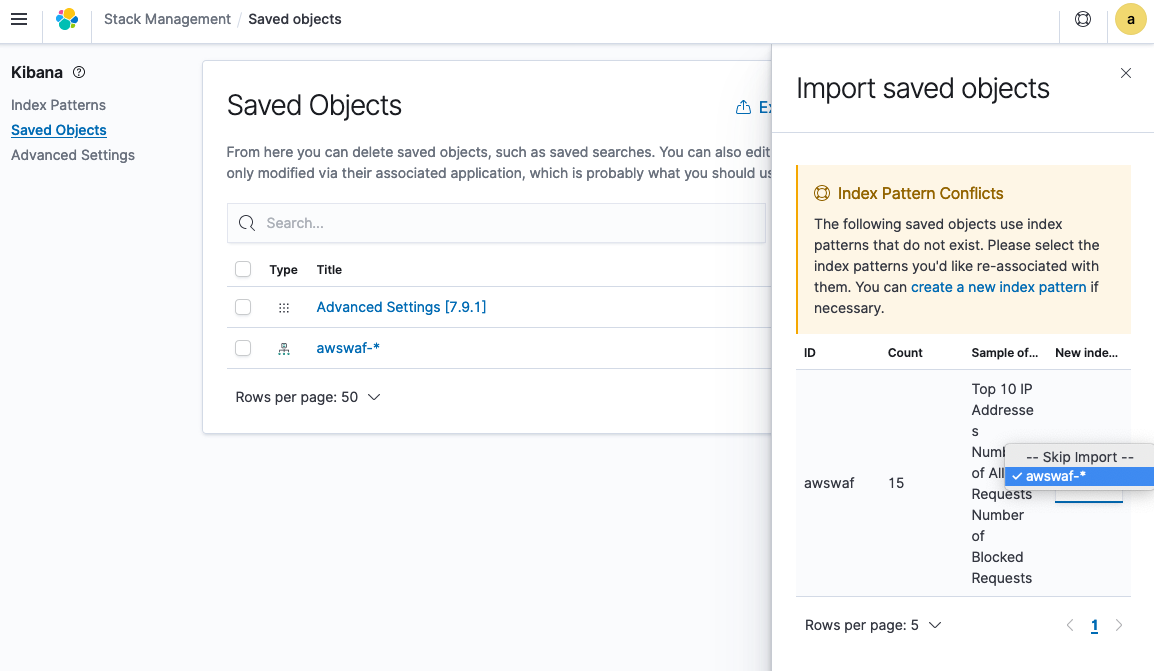 Stack Management / Saved objects
a
Kibana
Index Patterns
Saved Objects
Advanced Settings
Saved Objects
From here you can delete saved objects, such as saved searches. You can also edit
only modified via their associated application, which is probably what you should
Search...
Type Title
Advanced Settings [7.9.1]
awswaf-*
Rows per page: 50
Import saved objects
Index Pattern Conflicts
The following saved objects use index
patterns that do not exist. Please select the
index patterns you'd like re-associated with
them. You can create a new index pattern if
necessary.
ID Count Sample of... New inde...
awswaf
15
Top 10 IP
Addresse
s
of All
Requests
Number
of
Blocked
Requests
-- Skip Import --
awswaf-*
Rows per page: 5
1